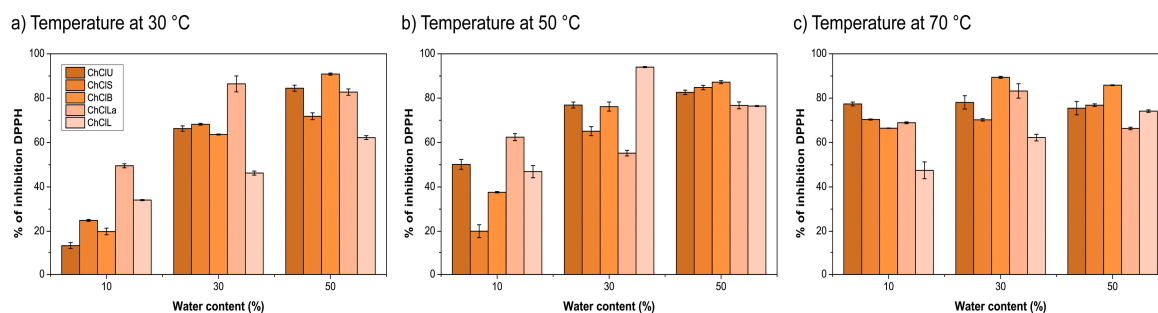 a) Temperature at 30 °C
% of inhibition DPPH
100
80
60
40
20
0
ChClU
ChClS
ChClB
ChClLa
ChClL
10
30
50
Water content (%)
b) Temperature at 50 °C
% of inhibition DPPH
100
80
60
40
20
0
10
30
50
Water content (%)
c) Temperature at 70 °C
% of inhibition DPPH
100
80
60
40
20
0
10
30
50
Water content (%)